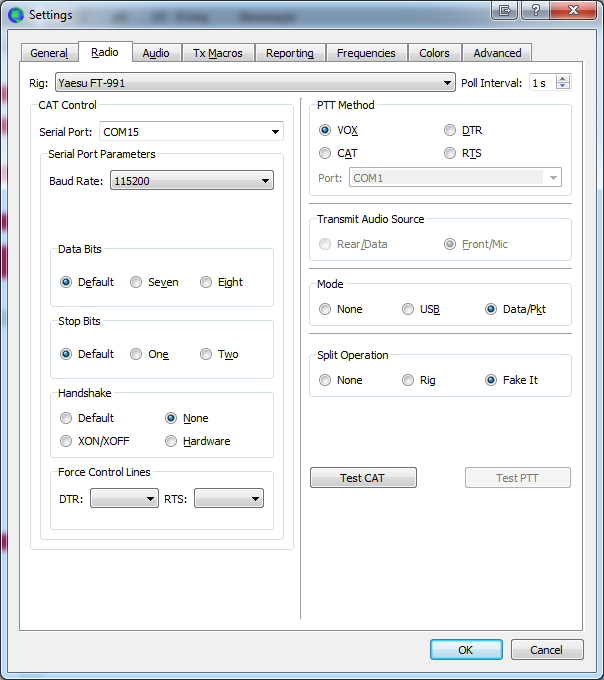 Settings
General Radio Audio Tx Macros Reporting Frequencies Colors Advanced
Rig: Yaesu FT-991 Poll Interval: 1 s
CAT Control
Serial Port: COM15
Serial Port Parameters
Baud Rate: 115200
Data Bits
Default Seven Eight
Stop Bits
Default One Two
Handshake
Default None
XON/XOFF Hardware
Force Control Lines
DTR: RTS:
PTT Method
VOX DTR
CAT RTS
Port: COM1
Transmit Audio Source
Rear/Data Front/Mic
Mode
None USB Data/Pkt
Split Operation
None Rig Fake It
Test CAT Test PTT
OK Cancel